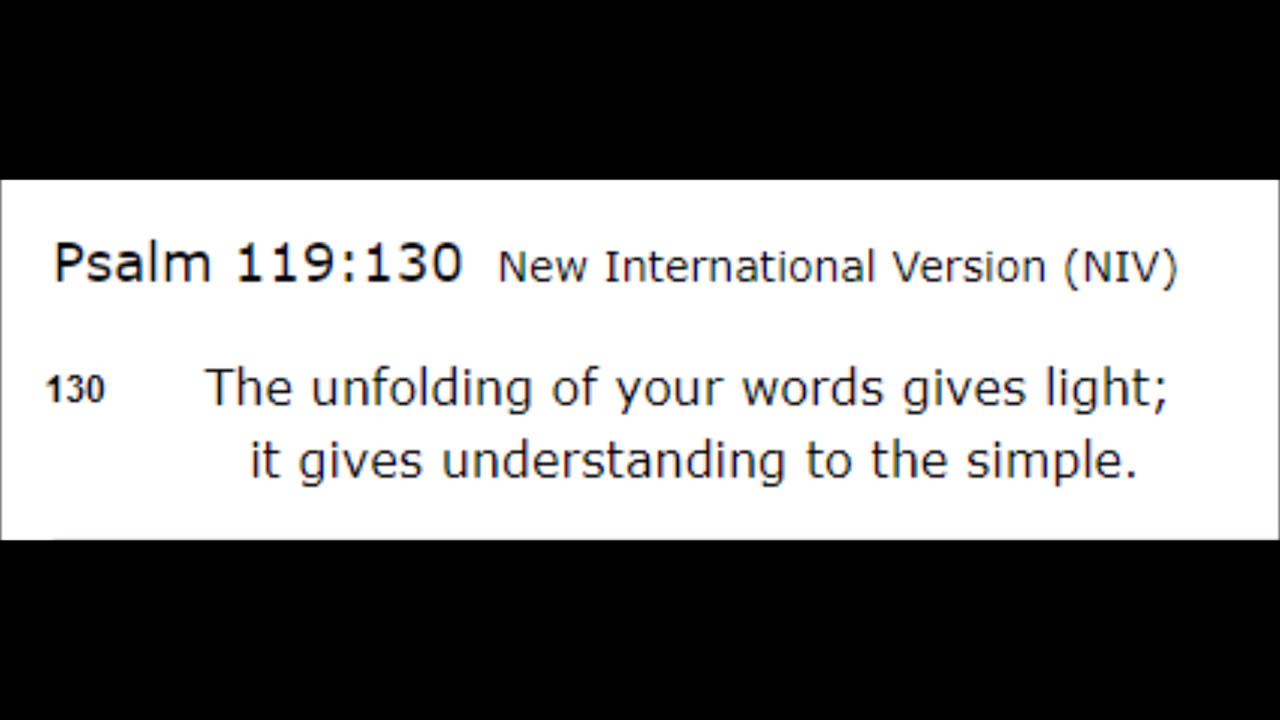 Psalm 119:130 New International Version (NIV)
130 The unfolding of your words gives light;
it gives understanding to the simple.